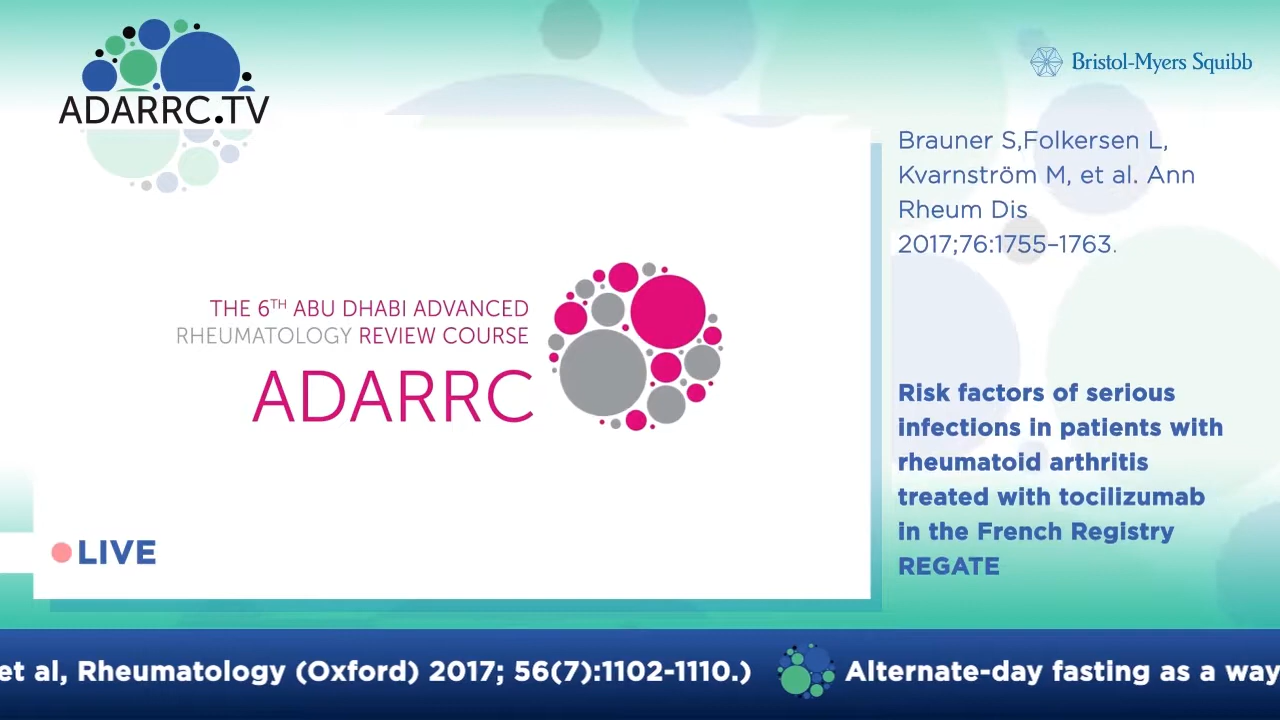 ADARRC.TV
Bristol-Myers Squibb
Brauner S,Folkersen L,
Kvarnström M, et al. Ann
Rheum Dis
2017;76:1755–1763.
THE 6TH ABU DHABI ADVANCED
RHEUMATOLOGY REVIEW COURSE
ADARRC
Risk factors of serious
infections in patients with
rheumatoid arthritis
treated with tocilizumab
in the French Registry
REGATE
LIVE
et al, Rheumatology (Oxford) 2017; 56(7):1102-1110.) Alternate-day fasting as a way